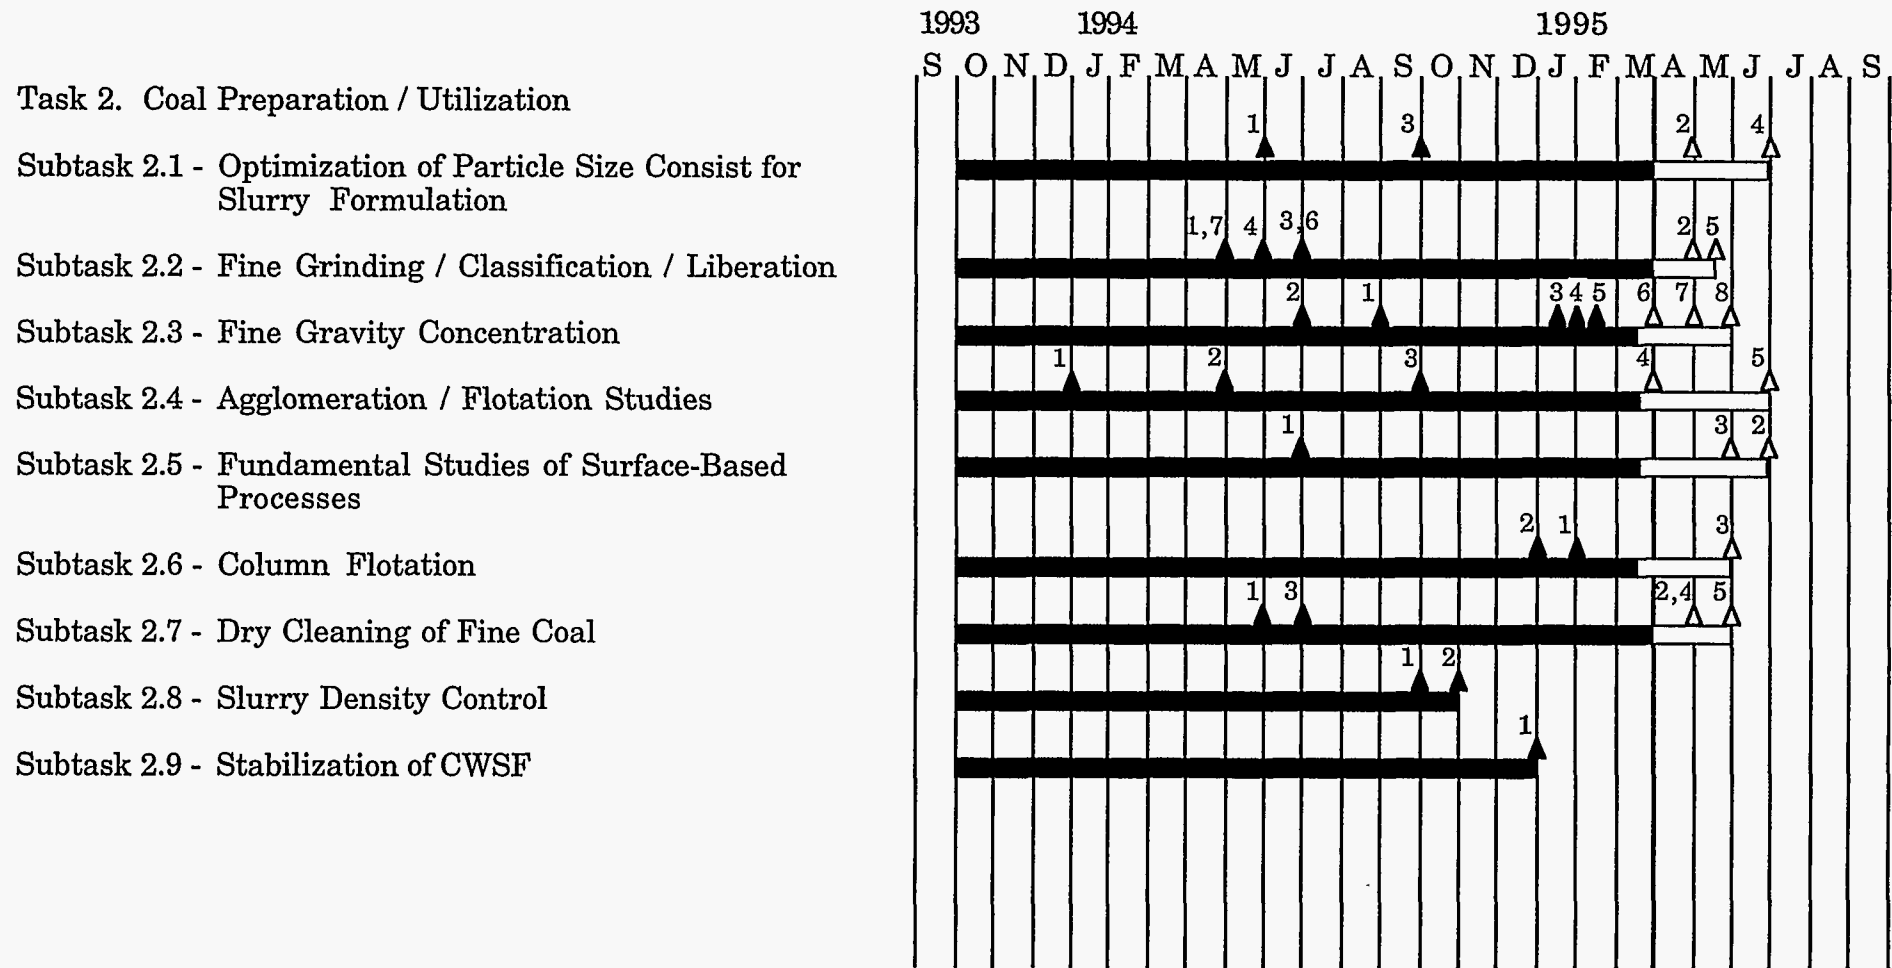 1993 1994 1995
S O N D J F M A M J J A S O N D J F M A M J J A S
Task 2. Coal Preparation / Utilization
1 3 2 4
Subtask 2.1 - Optimization of Particle Size Consist for
Slurry Formulation
1,7 4 3,6 2 5
Subtask 2.2 - Fine Grinding / Classification / Liberation
2 1 3 4 5 6 7 8
Subtask 2.3 - Fine Gravity Concentration
1 2 3 4 5
Subtask 2.4 - Agglomeration / Flotation Studies
1 3 2
Subtask 2.5 - Fundamental Studies of Surface-Based
Processes
2 1 3
Subtask 2.6 - Column Flotation
1 3 2,4 5
Subtask 2.7 - Dry Cleaning of Fine Coal
1 2
Subtask 2.8 - Slurry Density Control
1
Subtask 2.9 - Stabilization of CWSF